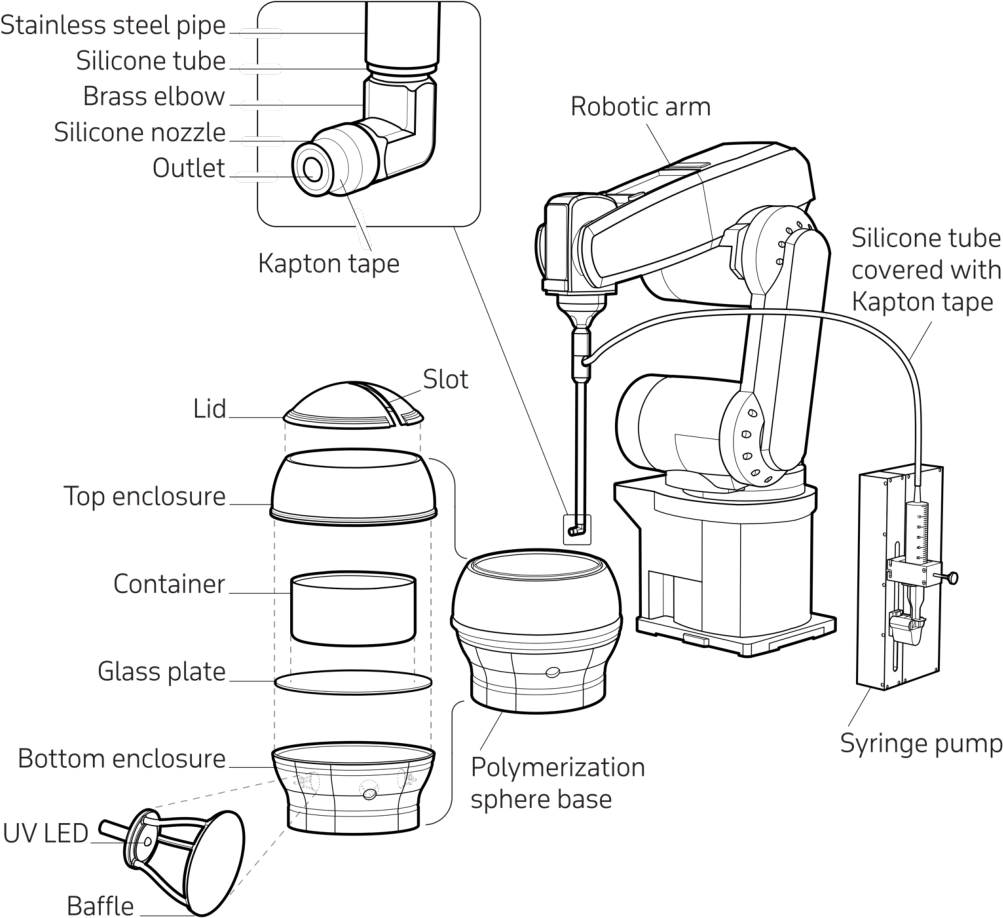 Stainless steel pipe
Silicone tube
Brass elbow
Silicone nozzle
Outlet
Kapton tape
Robotic arm
Silicone tube
covered with
Kapton tape
Slot
Lid
Top enclosure
Container
Glass plate
Bottom enclosure
UV LED
Baffle
Polymerization
sphere base
Syringe pump